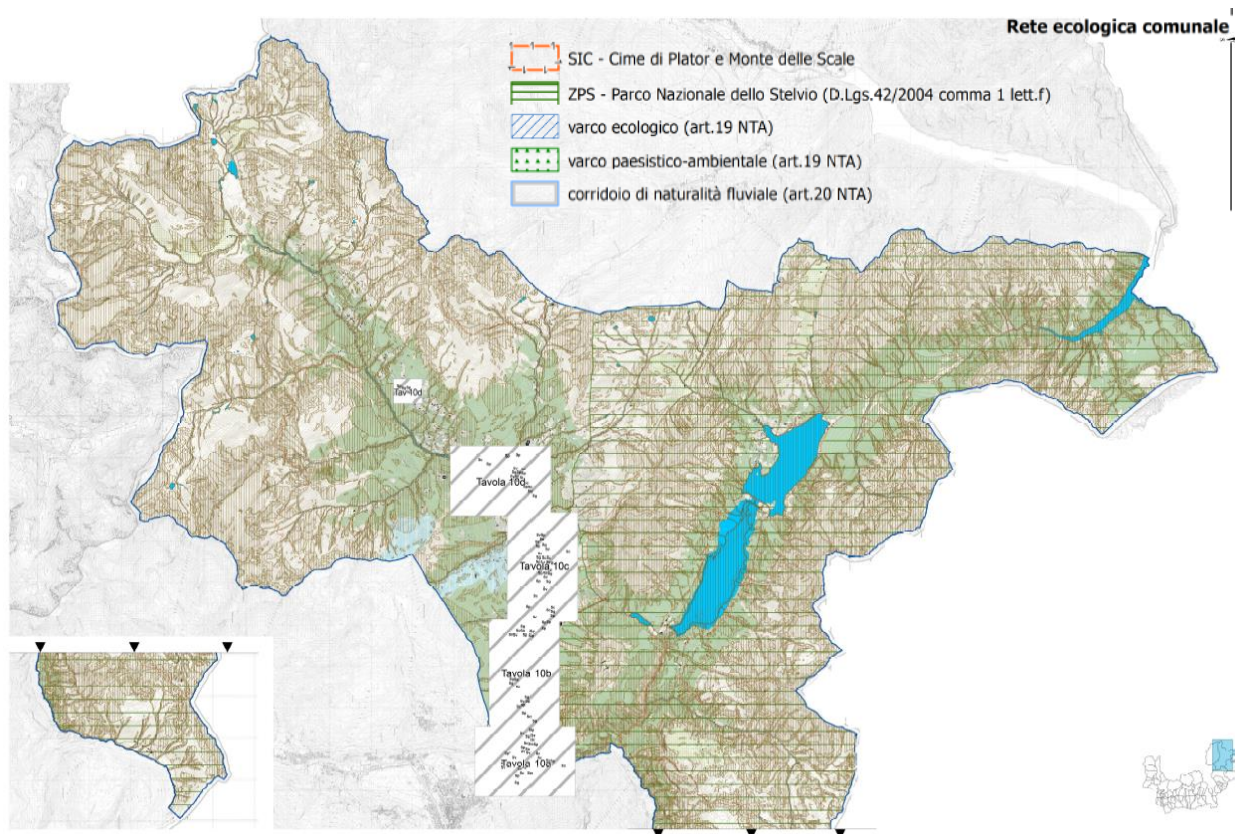 Rete ecologica comunale
SIC - Cime di Plator e Monte delle Scale
ZPS - Parco Nazionale dello Stelvio (D.Lgs.42/2004 comma 1 lett.f)
varco ecologico (art.19 NTA)
varco paesistico-ambientale (art.19 NTA)
corridoio di naturalità fluviale (art.20 NTA)
Tav 10d
Tavola 10d
Tavola 10c
Tavola 10b
Tavola 10a